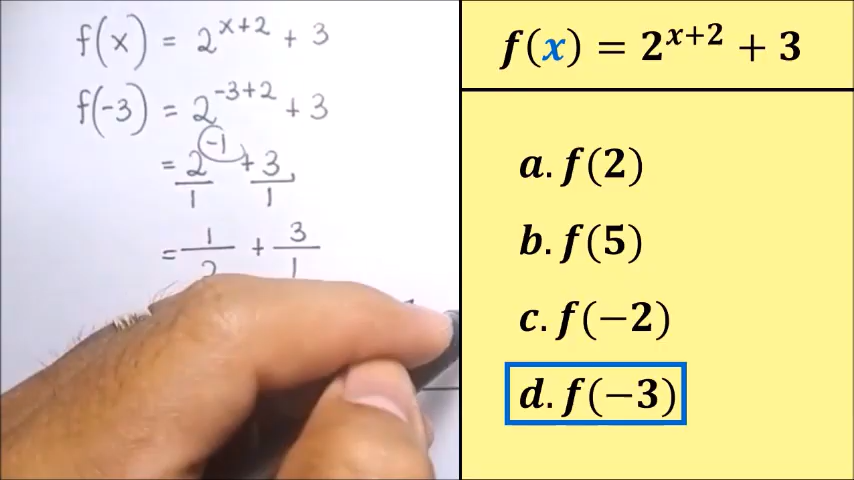 f(x) = 2^{x+2} + 3
f(-3) = 2^{-3+2} + 3
= 2^{-1}/1 + 3/1
= 1/2 + 3/1
f(x) = 2^{x+2} + 3
a. f(2)
b. f(5)
c. f(−2)
d. f(−3)